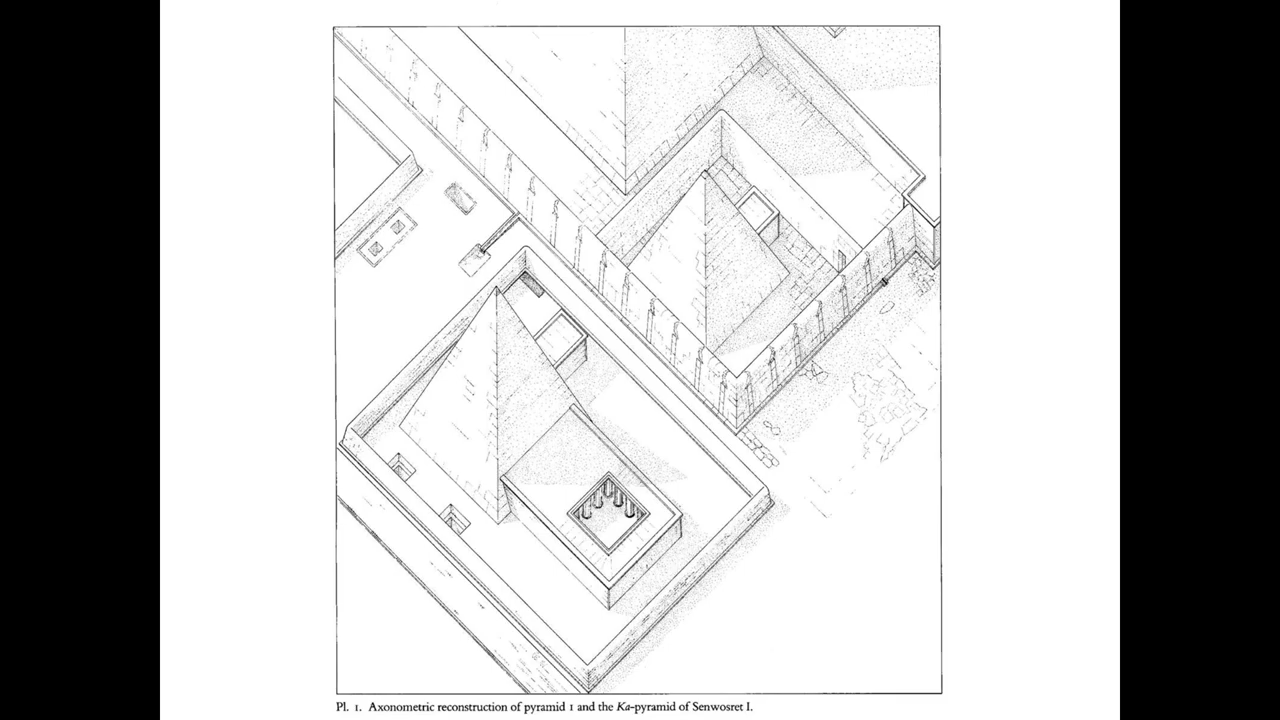 Pl. 1. Axonometric reconstruction of pyramid 1 and the Ka-pyramid of Senwosret I.